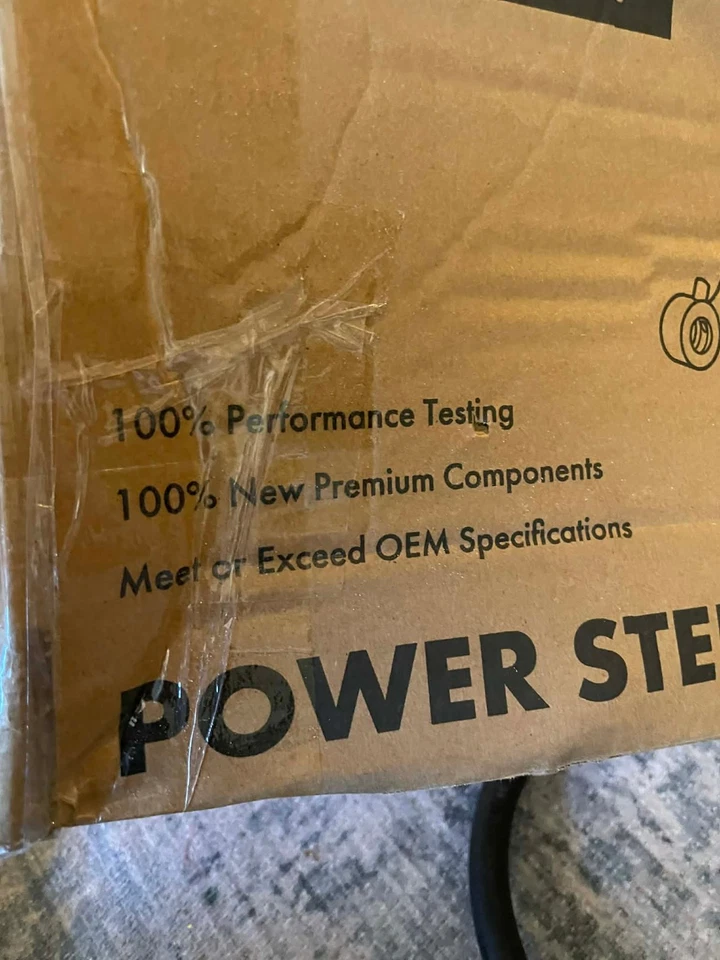 100% Performance Testing
100% New Premium Components
Meet or Exceed OEM Specifications
POWER STE